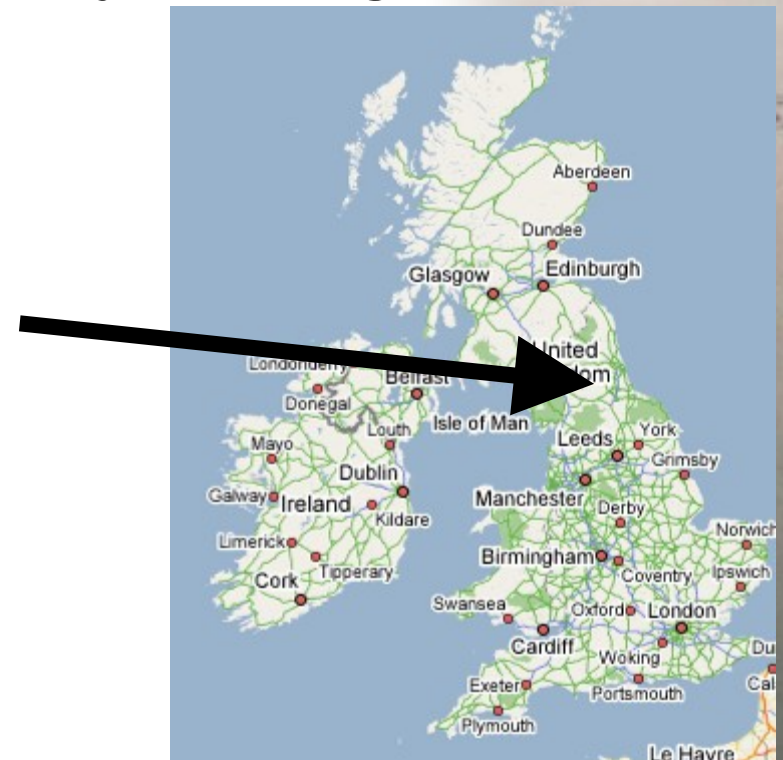 Aberdeen
Dundee
Glasgow
Edinburgh
United
Londonderry
Belfast
Donegal
Isle of Man
Louth
Leeds
York
Mayo
Grimsby
Dublin
Galway
Ireland
Manchester
Kildare
Derby
Norwich
Limerick
Birmingham
Tipperary
Coventry
Ipswich
Cork
Swansea
Oxford
London
Cardiff
Woking
Exeter
Portsmouth
Plymouth
Le Havre